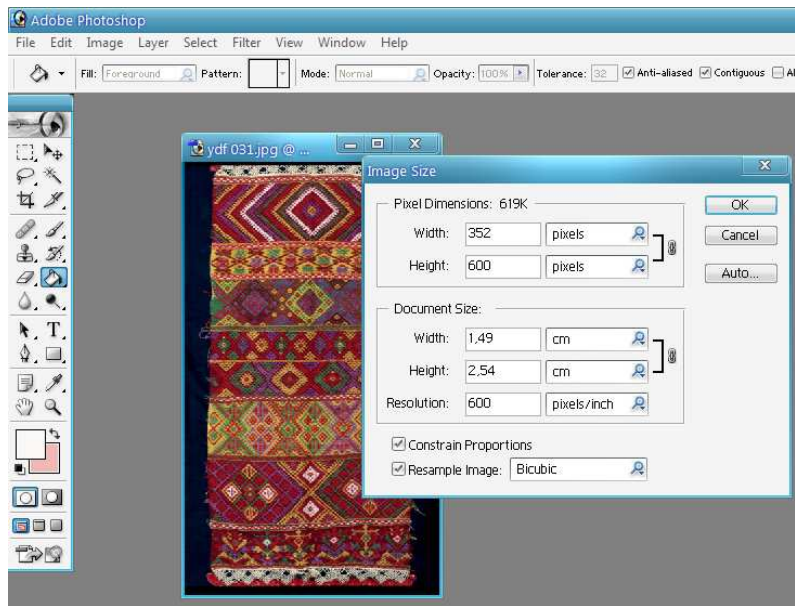 Adobe Photoshop
File Edit Image Layer Select Filter View Window Help
Fill: Foreground Pattern: Mode: Normal Opacity: 100% Tolerance: 32 Anti-aliased Contiguous
ydf 031.jpg @ ...
Image Size
Pixel Dimensions: 619K
Width: 352 pixels
Height: 600 pixels
Document Size:
Width: 1,49 cm
Height: 2,54 cm
Resolution: 600 pixels/inch
Constrain Proportions
Resample Image: Bicubic
OK
Cancel
Auto...
T